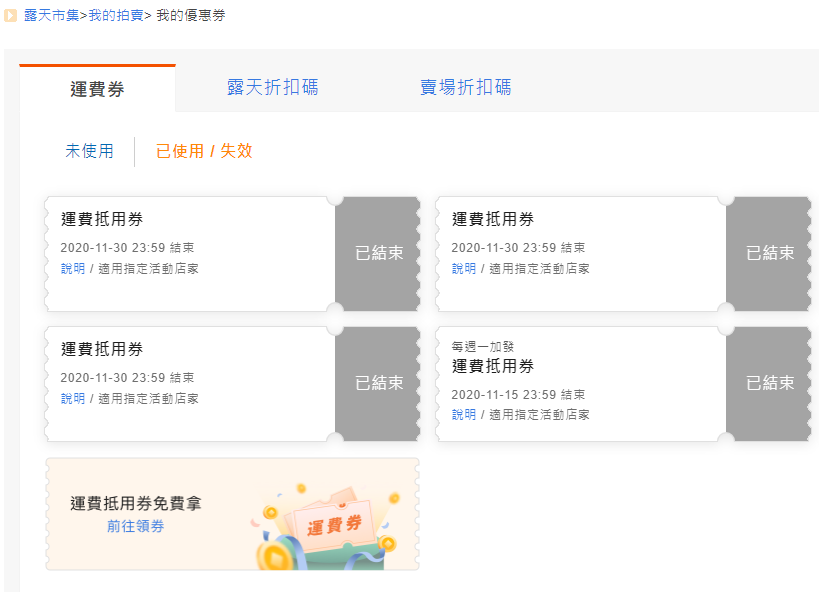 露天市集>我的拍賣> 我的優惠券
運費券
露天折扣碼
賣場折扣碼
未使用
已使用 / 失效
運費抵用券
2020-11-30 23:59 結束
說明 / 適用指定活動店家
已結束
運費抵用券
2020-11-30 23:59 結束
說明 / 適用指定活動店家
已結束
運費抵用券
2020-11-30 23:59 結束
說明 / 適用指定活動店家
已結束
每週一加發
運費抵用券
2020-11-15 23:59 結束
說明 / 適用指定活動店家
已結束
運費抵用券免費拿
前往領券
運費券